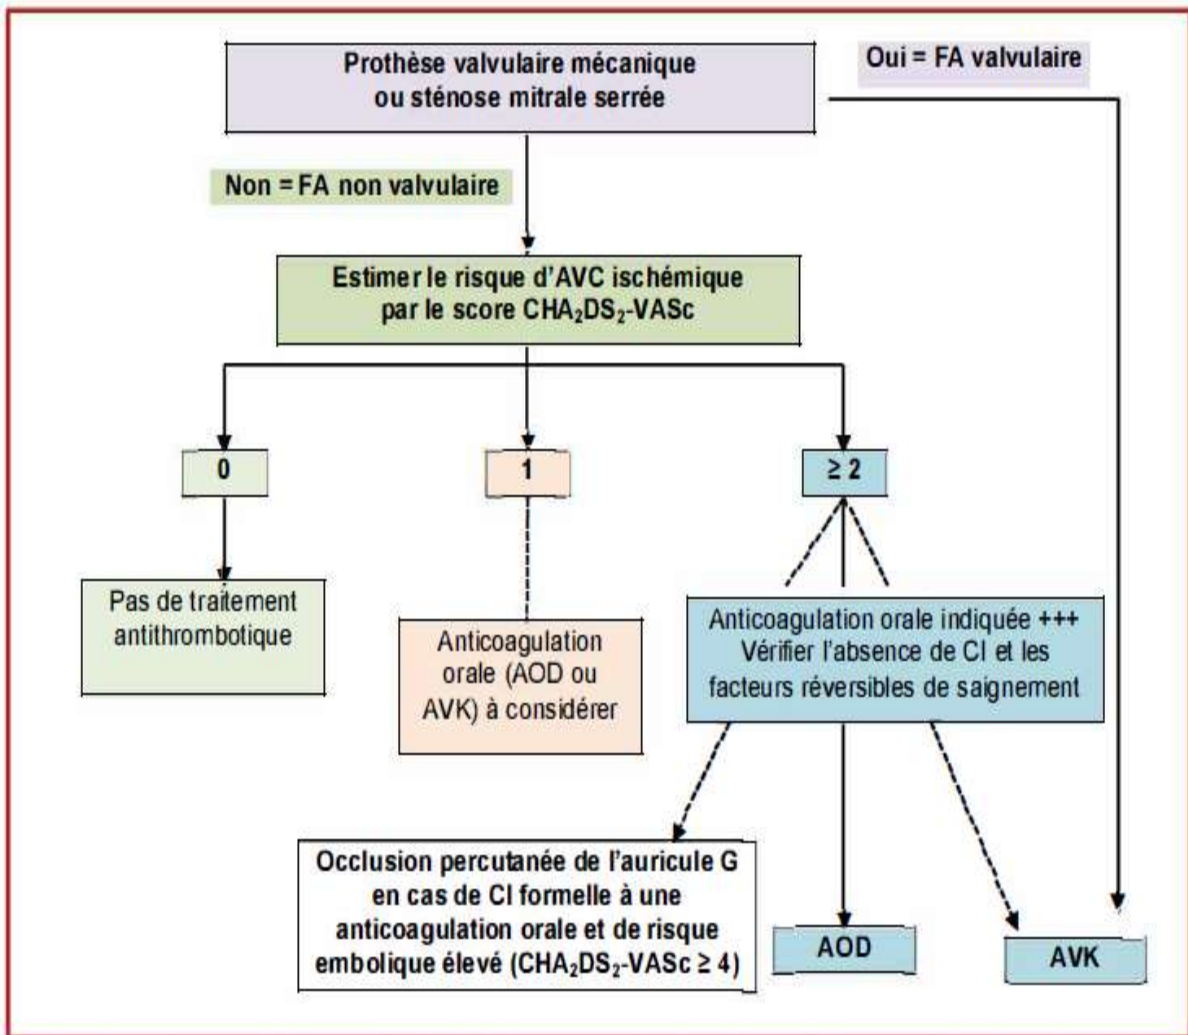 Prothèse valvulaire mécanique
ou sténose mitrale serrée
Oui = FA valvulaire
Non = FA non valvulaire
Estimer le risque d’AVC ischémique
par le score CHA₂DS₂-VASc
0
1
≥ 2
Pas de traitement
antithrombotique
Anticoagulation
orale (AOD ou
AVK) à considérer
Anticoagulation orale indiquée +++
Vérifier l’absence de CI et les
facteurs réversibles de saignement
Occlusion percutanée de l’auricule G
en cas de CI formelle à une
anticoagulation orale et de risque
embolique élevé (CHA₂DS₂-VASc ≥ 4)
AOD
AVK